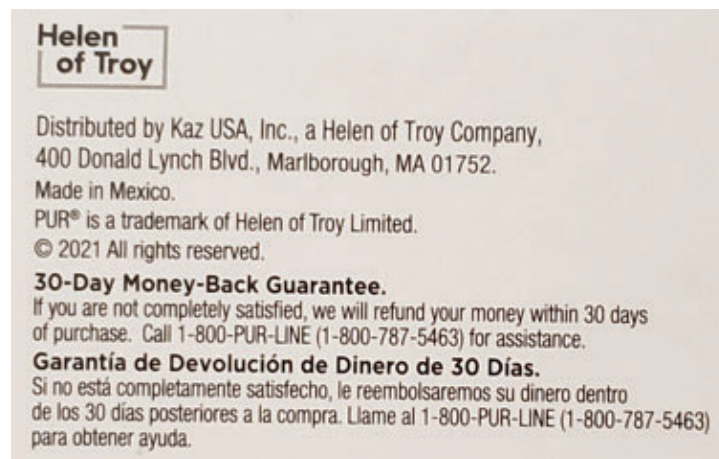 Helen
of Troy
Distributed by Kaz USA, Inc., a Helen of Troy Company,
400 Donald Lynch Blvd., Marlborough, MA 01752.
Made in Mexico.
PUR® is a trademark of Helen of Troy Limited.
© 2021 All rights reserved.
30-Day Money-Back Guarantee.
If you are not completely satisfied, we will refund your money within 30 days
of purchase. Call 1-800-PUR-LINE (1-800-787-5463) for assistance.
Garantía de Devolución de Dinero de 30 Días.
Si no está completamente satisfecho, le reembolsaremos su dinero dentro
de los 30 días posteriores a la compra. Llame al 1-800-PUR-LINE (1-800-787-5463)
para obtener ayuda.